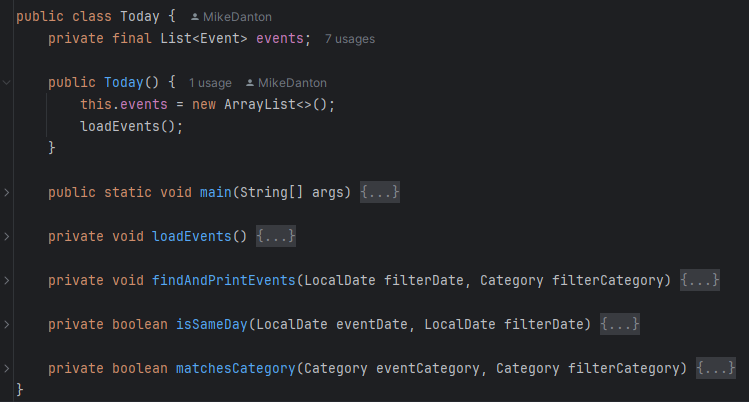 public class Today { MikeDanton
private final List<Event> events; 7 usages
public Today() { 1 usage MikeDanton
this.events = new ArrayList<>();
loadEvents();
}
public static void main(String[] args) {...}
private void loadEvents() {...}
private void findAndPrintEvents(LocalDate filterDate, Category filterCategory) {...}
private boolean isSameDay(LocalDate eventDate, LocalDate filterDate) {...}
private boolean matchesCategory(Category eventCategory, Category filterCategory) {...}
}